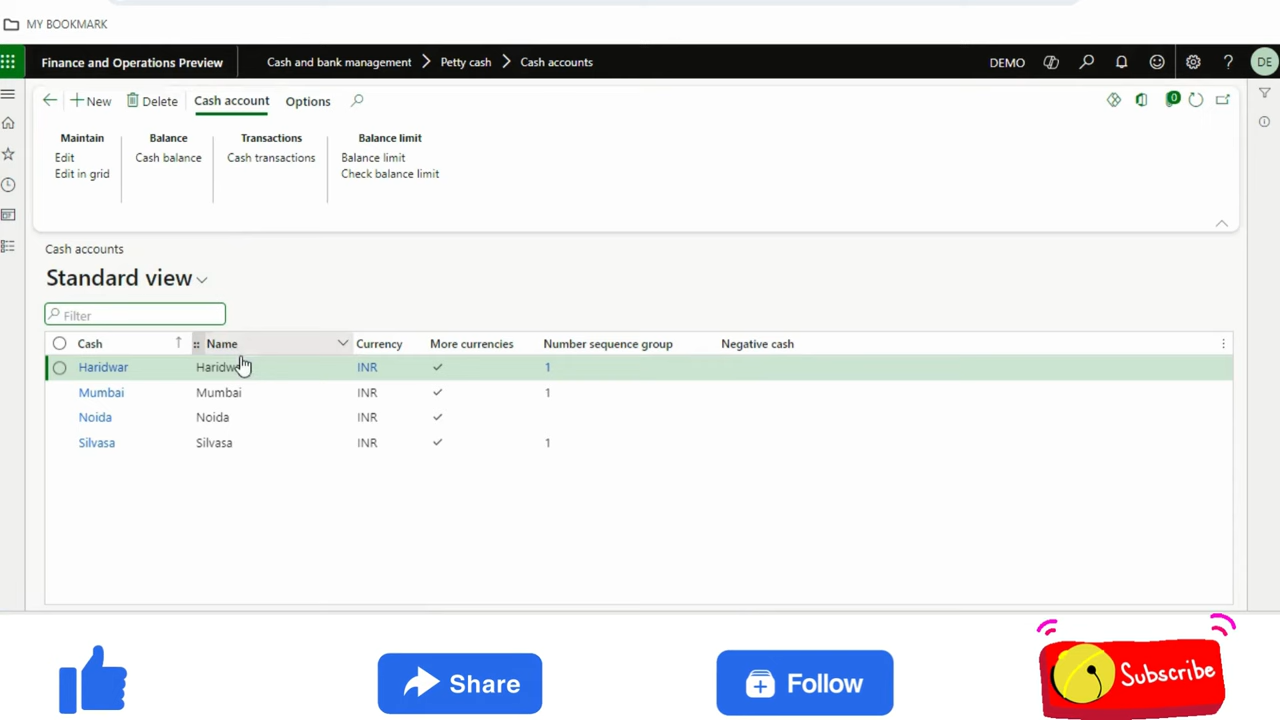 MY BOOKMARK
Finance and Operations Preview Cash and bank management Petty cash Cash accounts DEMO ? DE
New Delete Cash account Options 0
Maintain Balance Transactions Balance limit
Edit Cash balance Cash transactions Balance limit
Edit in grid Check balance limit
Cash accounts
Standard view
Filter
Cash Name Currency More currencies Number sequence group Negative cash
Haridwar INR 1
Mumbai Mumbai INR 1
Noida Noida INR
Silvasa Silvasa INR 1
Share Follow Subscribe